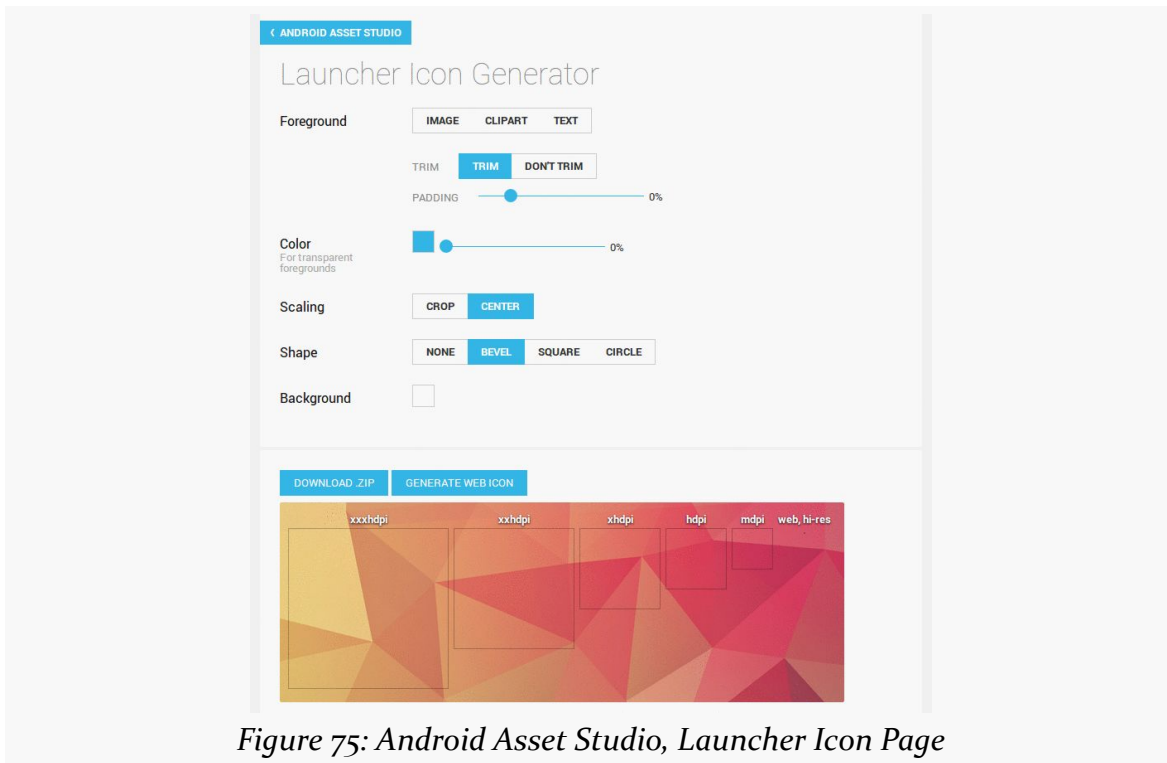 ❮ ANDROID ASSET STUDIO
Launcher Icon Generator
Foreground IMAGE CLIPART TEXT
TRIM TRIM DON'T TRIM
PADDING 0%
Color 0%
For transparent
foregrounds
Scaling CROP CENTER
Shape NONE BEVEL SQUARE CIRCLE
Background
DOWNLOAD .ZIP GENERATE WEB ICON
xxxhdpi xxhdpi xhdpi hdpi mdpi web, hi-res
Figure 75: Android Asset Studio, Launcher Icon Page